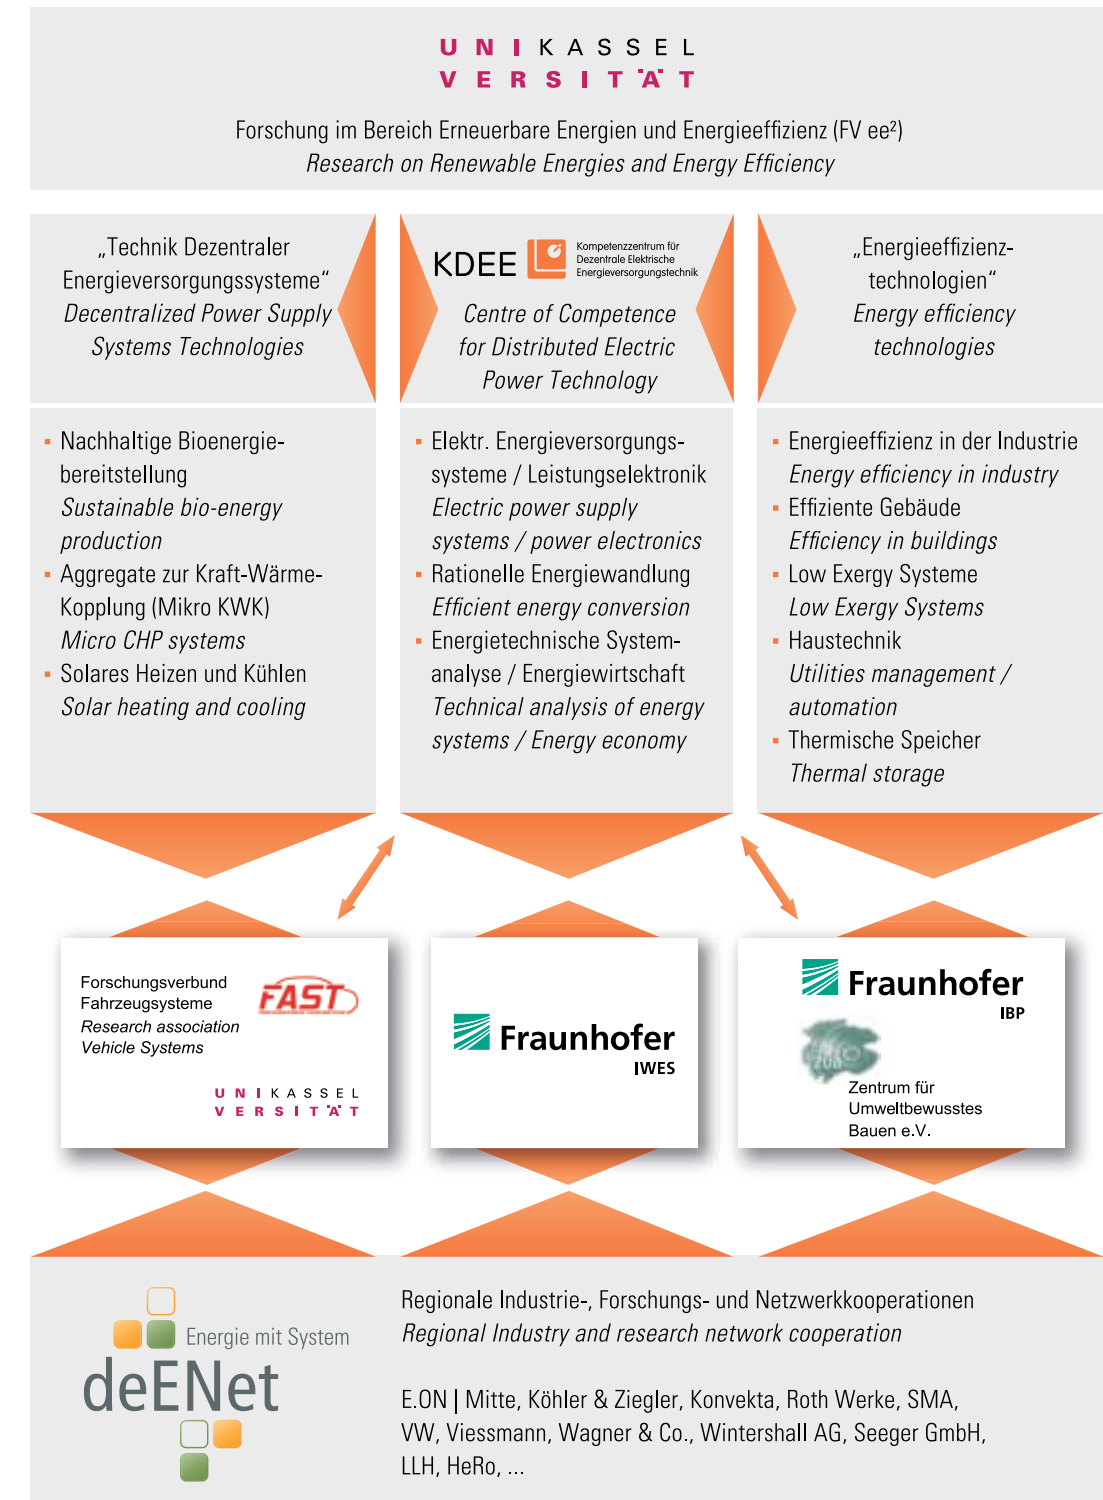 UNIKASSEL
VERSITÄT
Forschung im Bereich Erneuerbare Energien und Energieeffizienz (FV ee²)
Research on Renewable Energies and Energy Efficiency
„Technik Dezentraler
Energieversorgungssysteme“
Decentralized Power Supply
Systems Technologies
KDEE
Kompetenzzentrum für
Dezentrale Elektrische
Energieversorgungstechnik
Centre of Competence
for Distributed Electric
Power Technology
„Energieeffizienz-
technologien“
Energy efficiency
technologies
▪ Nachhaltige Bioenergie-
bereitstellung
Sustainable bio-energy
production
▪ Aggregate zur Kraft-Wärme-
Kopplung (Mikro KWK)
Micro CHP systems
▪ Solares Heizen und Kühlen
Solar heating and cooling
▪ Elektr. Energieversorgungs-
systeme / Leistungselektronik
Electric power supply
systems / power electronics
▪ Rationelle Energiewandlung
Efficient energy conversion
▪ Energietechnische System-
analyse / Energiewirtschaft
Technical analysis of energy
systems / Energy economy
▪ Energieeffizienz in der Industrie
Energy efficiency in industry
▪ Effiziente Gebäude
Efficiency in buildings
▪ Low Exergy Systeme
Low Exergy Systems
▪ Haustechnik
Utilities management /
automation
▪ Thermische Speicher
Thermal storage
Forschungsverbund
Fahrzeugsysteme
Research association
Vehicle Systems
FAST
UNIKASSEL
VERSITÄT
Fraunhofer
IWES
Fraunhofer
IBP
Zentrum für
Umweltbewusstes
Bauen e.V.
Energie mit System
deENet
Regionale Industrie-, Forschungs- und Netzwerkkooperationen
Regional Industry and research network cooperation
E.ON | Mitte, Köhler & Ziegler, Konvekta, Roth Werke, SMA,
VW, Viessmann, Wagner & Co., Wintershall AG, Seeger GmbH,
LLH, HeRo, ...